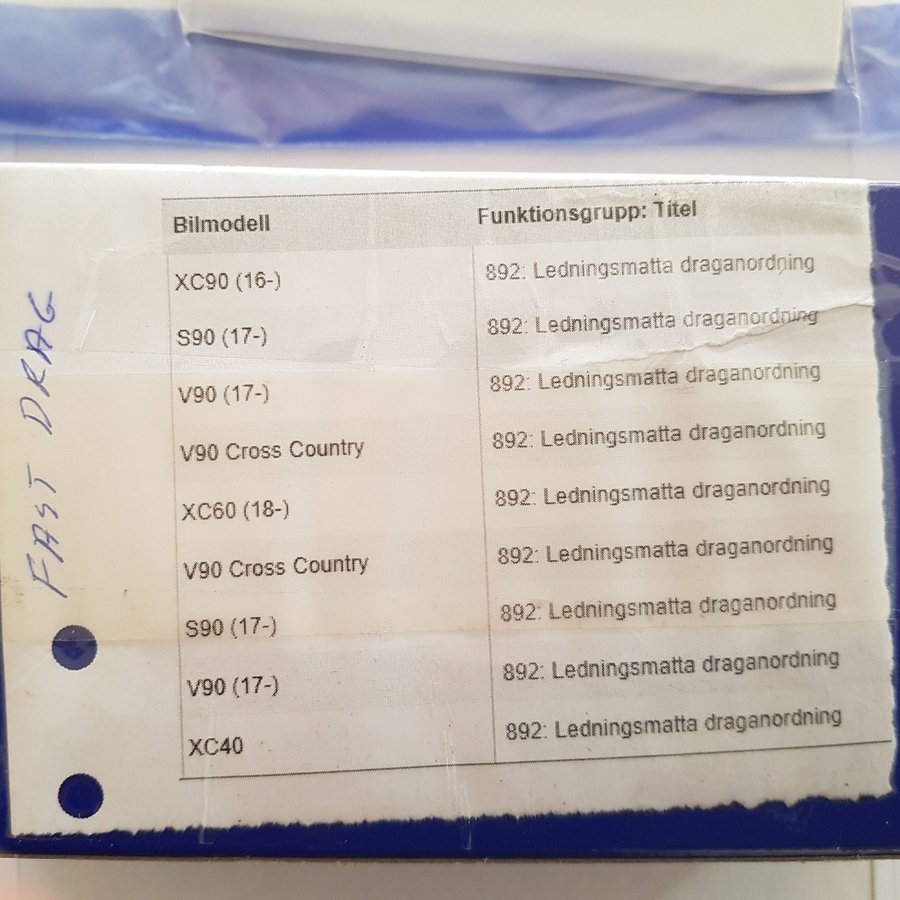 Bilmodell Funktionsgrupp: Titel
XC90 (16-) 892: Ledningsmatta draganordning
S90 (17-) 892: Ledningsmatta draganordning
V90 (17-) 892: Ledningsmatta draganordning
V90 Cross Country 892: Ledningsmatta draganordning
XC60 (18-) 892: Ledningsmatta draganordning
V90 Cross Country 892: Ledningsmatta draganordning
S90 (17-) 892: Ledningsmatta draganordning
V90 (17-) 892: Ledningsmatta draganordning
XC40 892: Ledningsmatta draganordning
FAST DRAG